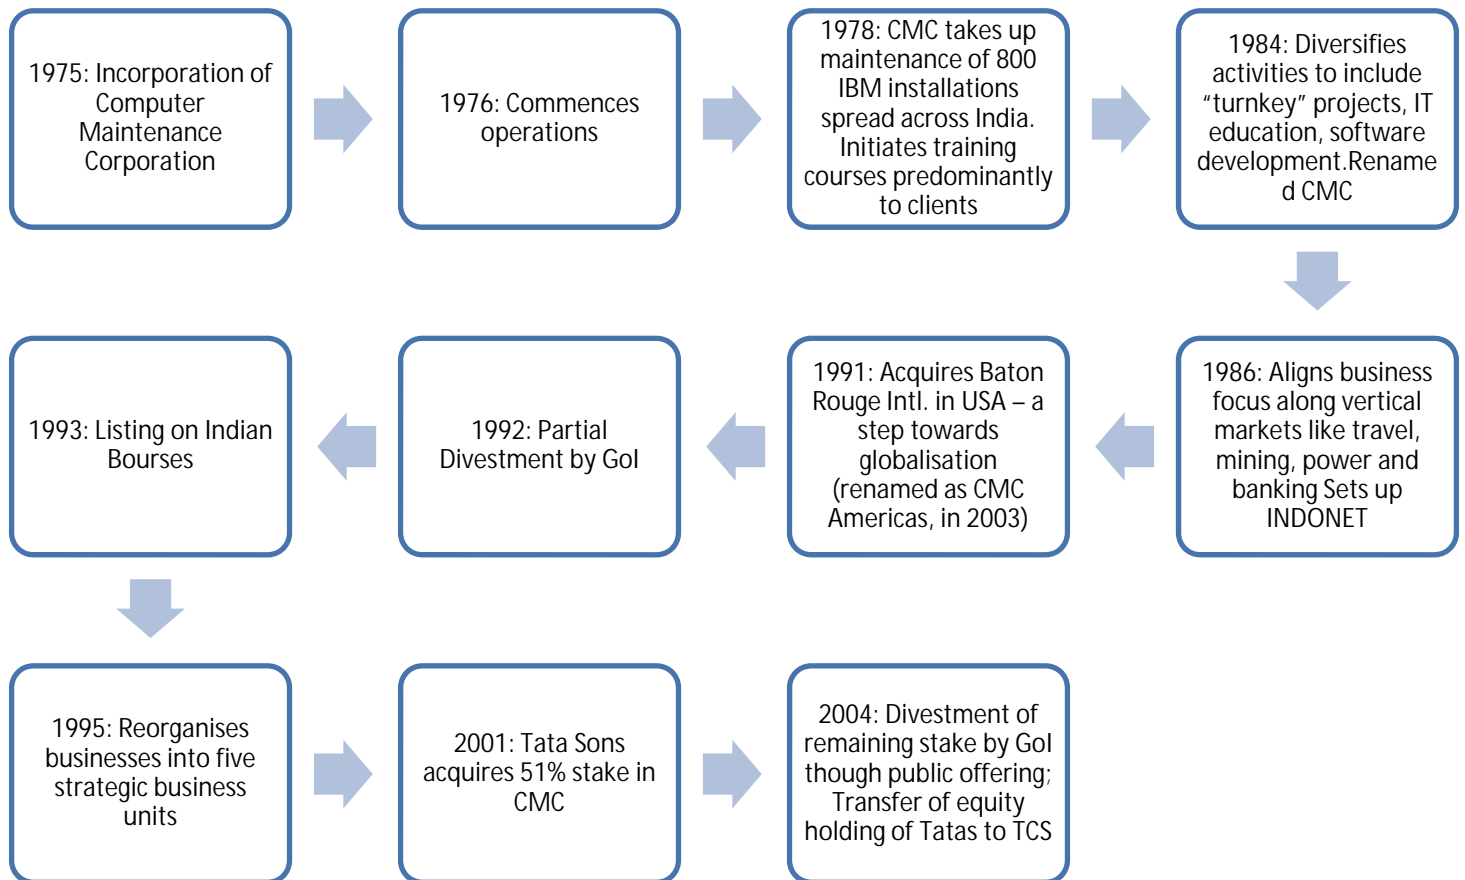 1975: Incorporation of
Computer
Maintenance
Corporation
1976: Commences
operations
1978: CMC takes up
maintenance of 800
IBM installations
spread across India.
Initiates training
courses predominantly
to clients
1984: Diversifies
activities to include
“turnkey” projects, IT
education, software
development.Rename
d CMC
1986: Aligns business
focus along vertical
markets like travel,
mining, power and
banking Sets up
INDONET
1991: Acquires Baton
Rouge Intl. in USA – a
step towards
globalisation
(renamed as CMC
Americas, in 2003)
1992: Partial
Divestment by GoI
1993: Listing on Indian
Bourses
1995: Reorganises
businesses into five
strategic business
units
2001: Tata Sons
acquires 51% stake in
CMC
2004: Divestment of
remaining stake by GoI
though public offering;
Transfer of equity
holding of Tatas to TCS